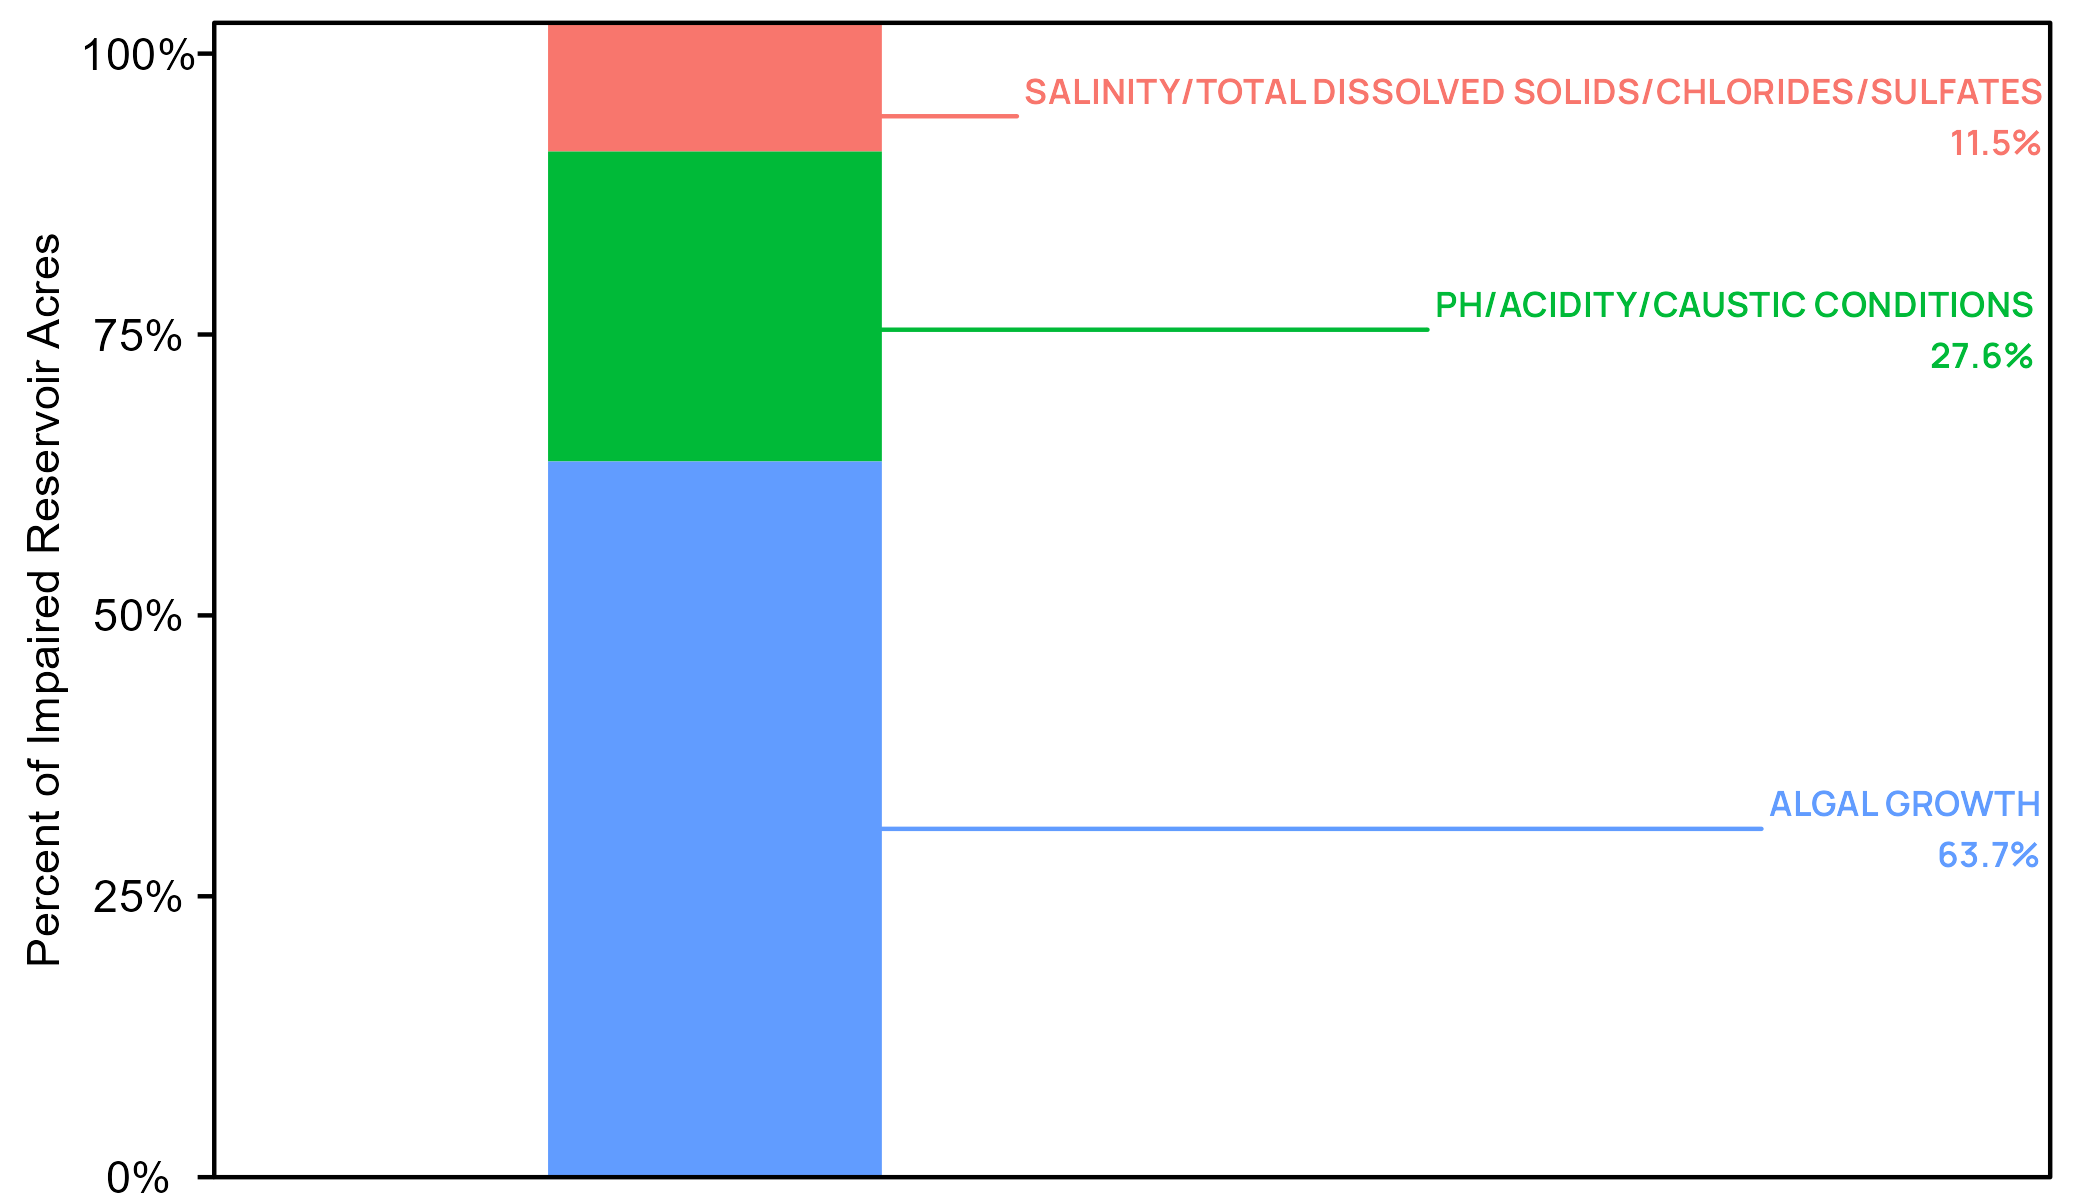 100%
SALINITY/TOTAL DISSOLVED SOLIDS/CHLORIDES/SULFATES
11.5%
PH/ACIDITY/CAUSTIC CONDITIONS
75%
27.6%
Percent of Impaired Reservoir Acres
50%
ALGAL GROWTH
63.7%
25%
0%